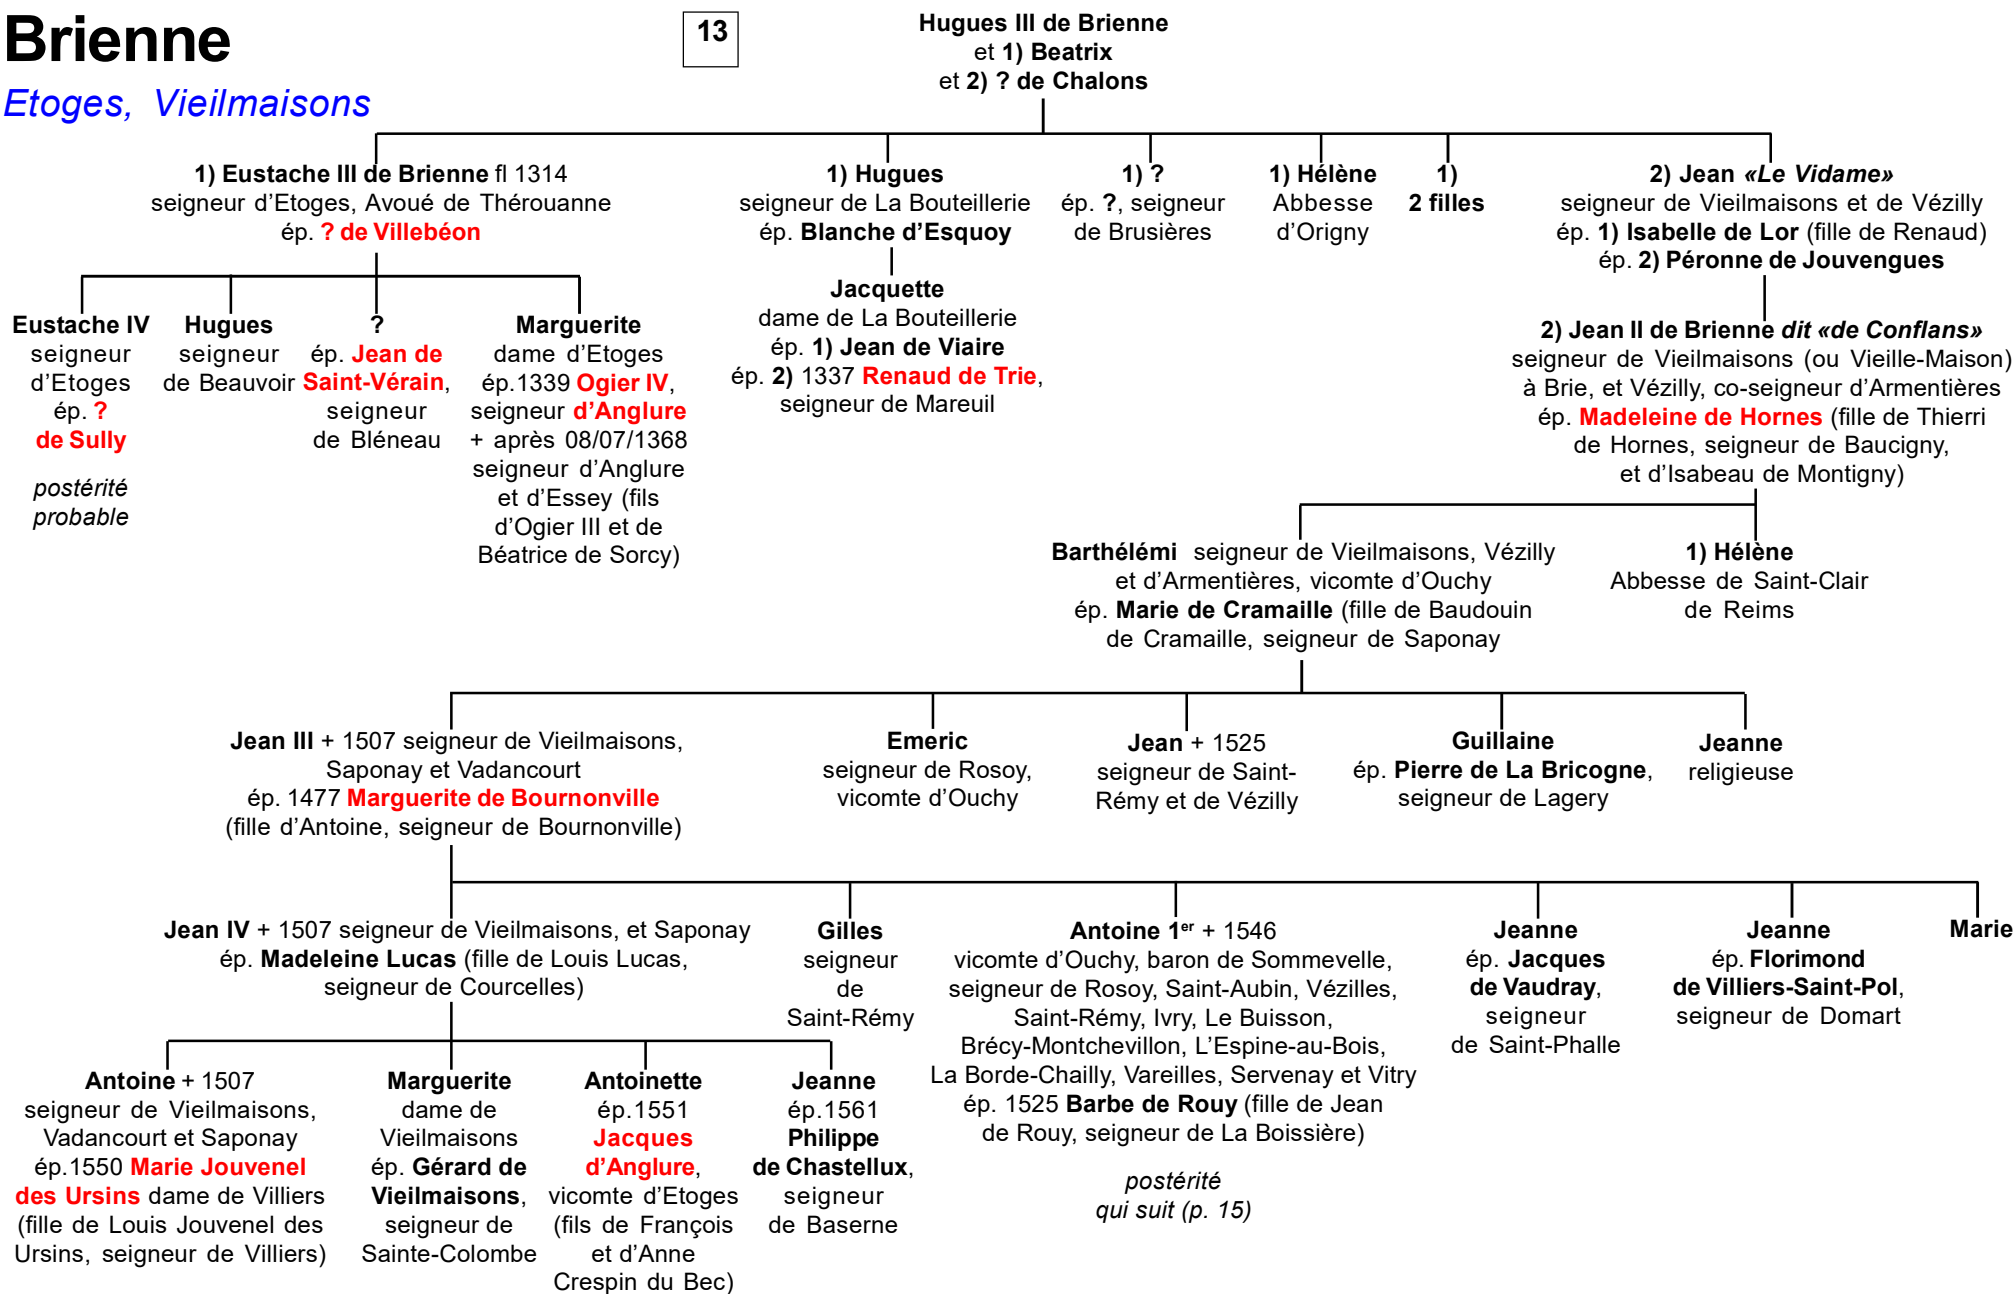 Brienne
Etoges, Vieilmaisons
13
Hugues III de Brienne
et 1) Beatrix
et 2) ? de Chalons
1) Eustache III de Brienne fl 1314
seigneur d'Etoges, Avoué de Thérouanne
ép. ? de Villebéon
1) Hugues
seigneur de La Bouteillerie
ép. Blanche d'Esquoy
1) ?
ép. ?, seigneur
de Brusières
1) Hélène
Abbesse
d'Origny
1)
2 filles
2) Jean «Le Vidame»
seigneur de Vieilmaisons et de Vézilly
ép. 1) Isabelle de Lor (fille de Renaud)
ép. 2) Péronne de Jouvengues
Eustache IV
seigneur
d'Etoges
ép. ?
de Sully
postérité
probable
Hugues
seigneur
de Beauvoir
?
ép. Jean de
Saint-Vérain,
seigneur
de Bléneau
Marguerite
dame d'Etoges
ép.1339 Ogier IV,
seigneur d'Anglure
+ après 08/07/1368
seigneur d'Anglure
et d'Essey (fils
d'Ogier III et de
Béatrice de Sorcy)
Jacquette
dame de La Bouteillerie
ép. 1) Jean de Viaire
ép. 2) 1337 Renaud de Trie,
seigneur de Mareuil
2) Jean II de Brienne dit «de Conflans»
seigneur de Vieilmaisons (ou Vieille-Maison)
à Brie, et Vézilly, co-seigneur d'Armentières
ép. Madeleine de Hornes (fille de Thierri
de Hornes, seigneur de Baucigny,
et d'Isabeau de Montigny)
Barthélémi seigneur de Vieilmaisons, Vézilly
et d'Armentières, vicomte d'Ouchy
ép. Marie de Cramaille (fille de Baudouin
de Cramaille, seigneur de Saponay
1) Hélène
Abbesse de Saint-Clair
de Reims
Jean III + 1507 seigneur de Vieilmaisons,
Saponay et Vadancourt
ép. 1477 Marguerite de Bournonville
(fille d'Antoine, seigneur de Bournonville)
Emeric
seigneur de Rosoy,
vicomte d'Ouchy
Jean + 1525
seigneur de Saint-
Rémy et de Vézilly
Guillaine
ép. Pierre de La Bricogne,
seigneur de Lagery
Jeanne
religieuse
Jean IV + 1507 seigneur de Vieilmaisons, et Saponay
ép. Madeleine Lucas (fille de Louis Lucas,
seigneur de Courcelles)
Gilles
seigneur
de
Saint-Rémy
Antoine 1er + 1546
vicomte d'Ouchy, baron de Sommevelle,
seigneur de Rosoy, Saint-Aubin, Vézilles,
Saint-Rémy, Ivry, Le Buisson,
Brécy-Montchevillon, L'Espine-au-Bois,
La Borde-Chailly, Vareilles, Servenay et Vitry
ép. 1525 Barbe de Rouy (fille de Jean
de Rouy, seigneur de La Boissière)
postérité
qui suit (p. 15)
Jeanne
ép. Jacques
de Vaudray,
seigneur
de Saint-Phalle
Jeanne
ép. Florimond
de Villiers-Saint-Pol,
seigneur de Domart
Marie
Antoine + 1507
seigneur de Vieilmaisons,
Vadancourt et Saponay
ép.1550 Marie Jouvenel
des Ursins dame de Villiers
(fille de Louis Jouvenel des
Ursins, seigneur de Villiers)
Marguerite
dame de
Vieilmaisons
ép. Gérard de
Vieilmaisons,
seigneur de
Sainte-Colombe
Antoinette
ép.1551
Jacques
d'Anglure,
vicomte d'Etoges
(fils de François
et d'Anne
Crespin du Bec)
Jeanne
ép.1561
Philippe
de Chastellux,
seigneur
de Baserne